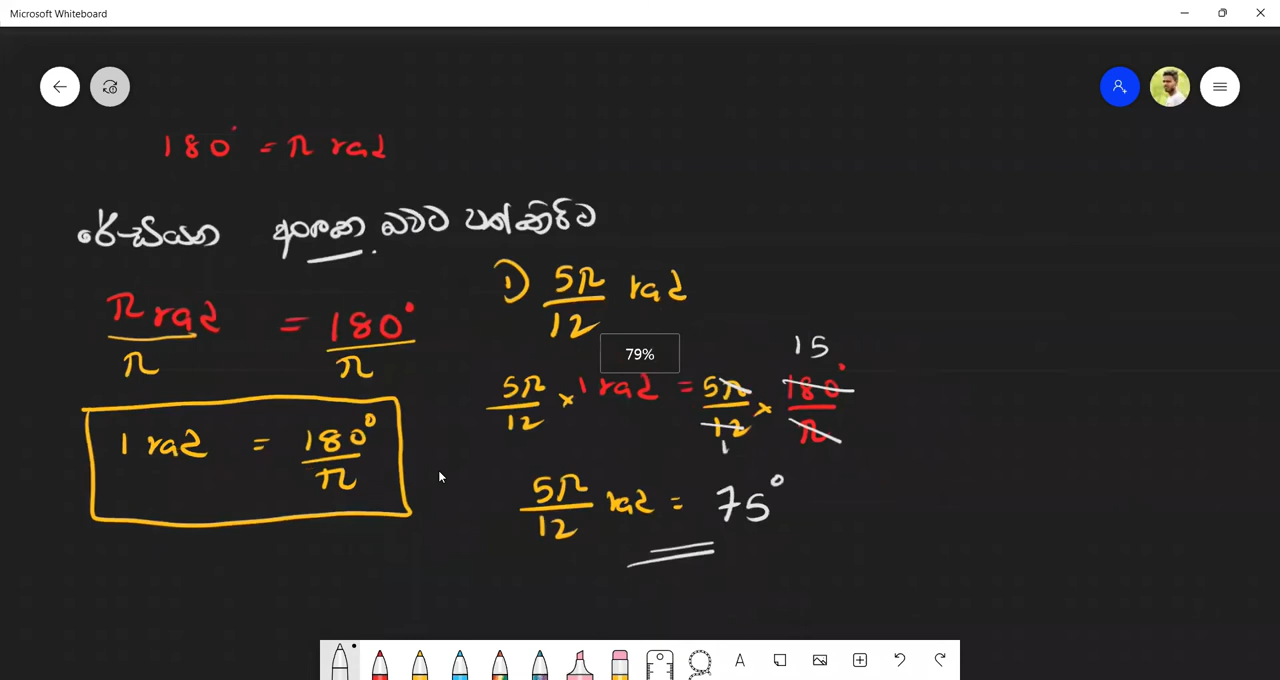 Microsoft Whiteboard
180° = π rad
රේඩියන අංශක බවට පත්කිරීම
π rad / π = 180° / π
1 rad = 180° / π
1) 5π / 12 rad
79%
15
5π / 12 × 1 rad = 5π / 12 × 180° / π
1
5π / 12 rad = 75°